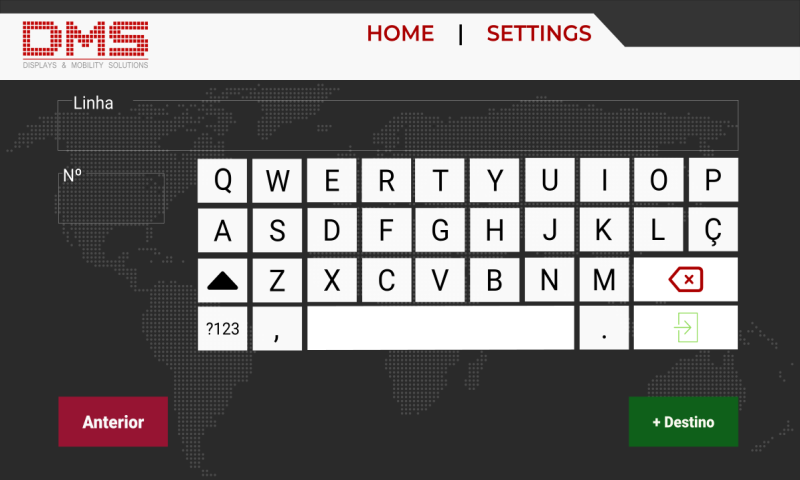 DMS
DISPLAYS & MOBILITY SOLUTIONS
HOME | SETTINGS
Linha
Nº
Q W E R T Y U I O P
A S D F G H J K L Ç
Z X C V B N M
?123 , .
Anterior
+ Destino